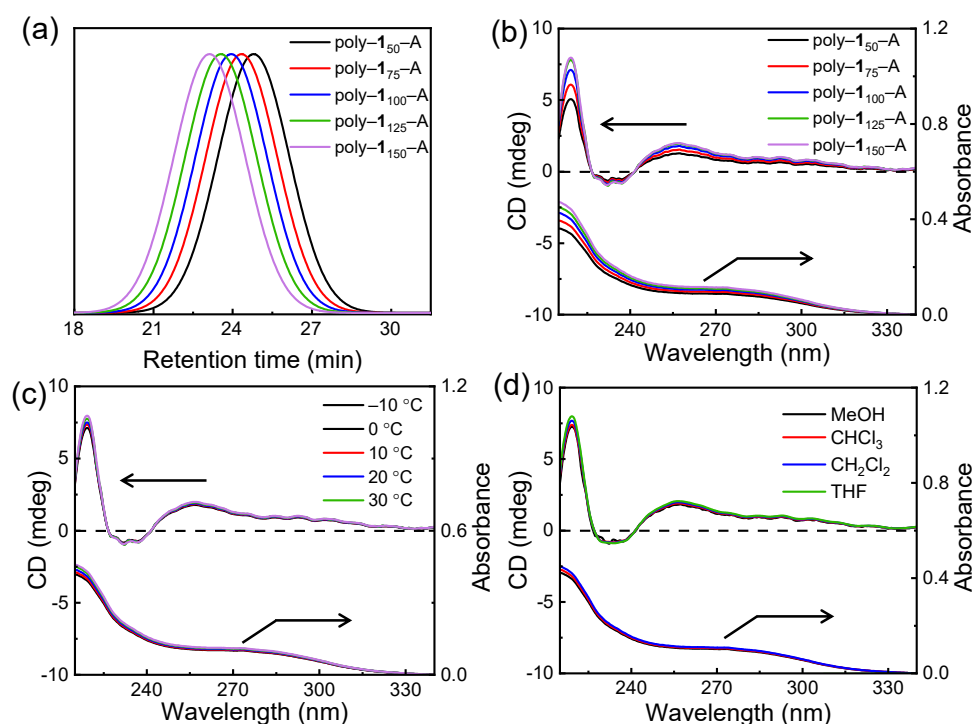 (a)
poly–1₅₀–A
poly–1₇₅–A
poly–1₁₀₀–A
poly–1₁₂₅–A
poly–1₁₅₀–A
18 21 24 27 30
Retention time (min)
(b)
poly–1₅₀–A
poly–1₇₅–A
poly–1₁₀₀–A
poly–1₁₂₅–A
poly–1₁₅₀–A
CD (mdeg)
10
5
0
-5
-10
Absorbance
1.2
0.8
0.4
0.0
240 270 300 330
Wavelength (nm)
(c)
–10 °C
0 °C
10 °C
20 °C
30 °C
CD (mdeg)
10
5
0
-5
-10
Absorbance
1.2
0.6
0.0
240 270 300 330
Wavelength (nm)
(d)
MeOH
CHCl₃
CH₂Cl₂
THF
CD (mdeg)
10
5
0
-5
-10
Absorbance
1.2
0.8
0.4
0.0
240 270 300 330
Wavelength (nm)